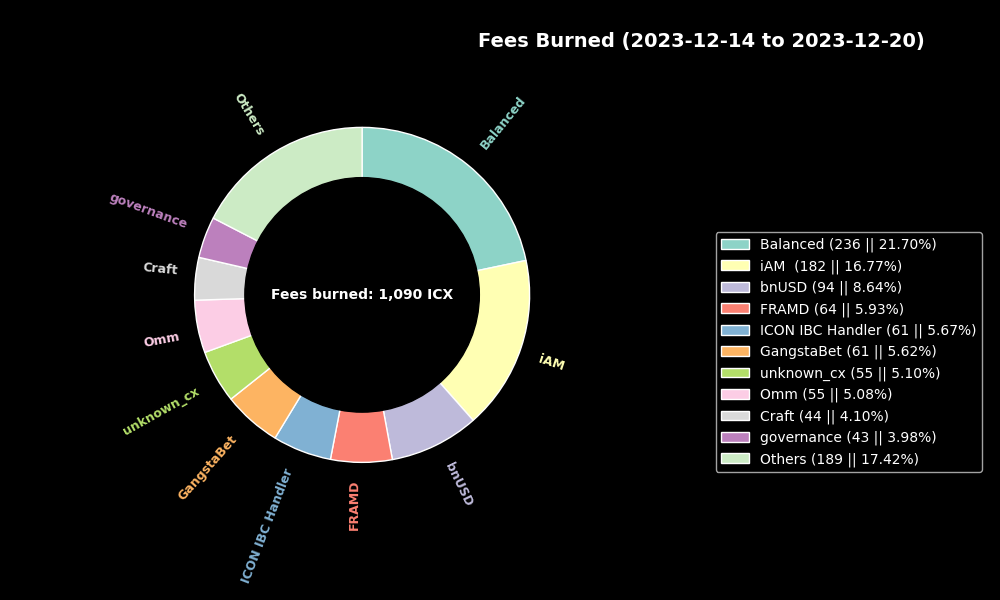 Fees Burned (2023-12-14 to 2023-12-20)
Balanced
Others
governance
Craft
Omm
unknown_cx
GangstaBet
ICON IBC Handler
FRAMD
bnUSD
iAM
Fees burned: 1,090 ICX
Balanced (236 || 21.70%)
iAM  (182 || 16.77%)
bnUSD (94 || 8.64%)
FRAMD (64 || 5.93%)
ICON IBC Handler (61 || 5.67%)
GangstaBet (61 || 5.62%)
unknown_cx (55 || 5.10%)
Omm (55 || 5.08%)
Craft (44 || 4.10%)
governance (43 || 3.98%)
Others (189 || 17.42%)